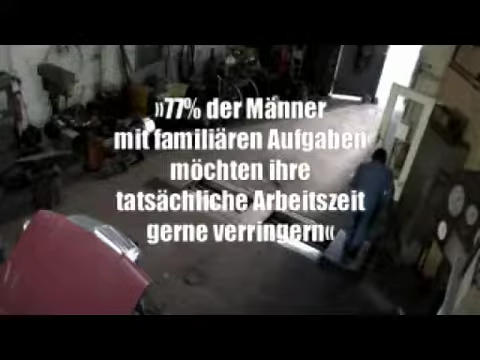 »77% der Männer
mit familiären Aufgaben
möchten ihre
tatsächliche Arbeitszeit
gerne verringern«